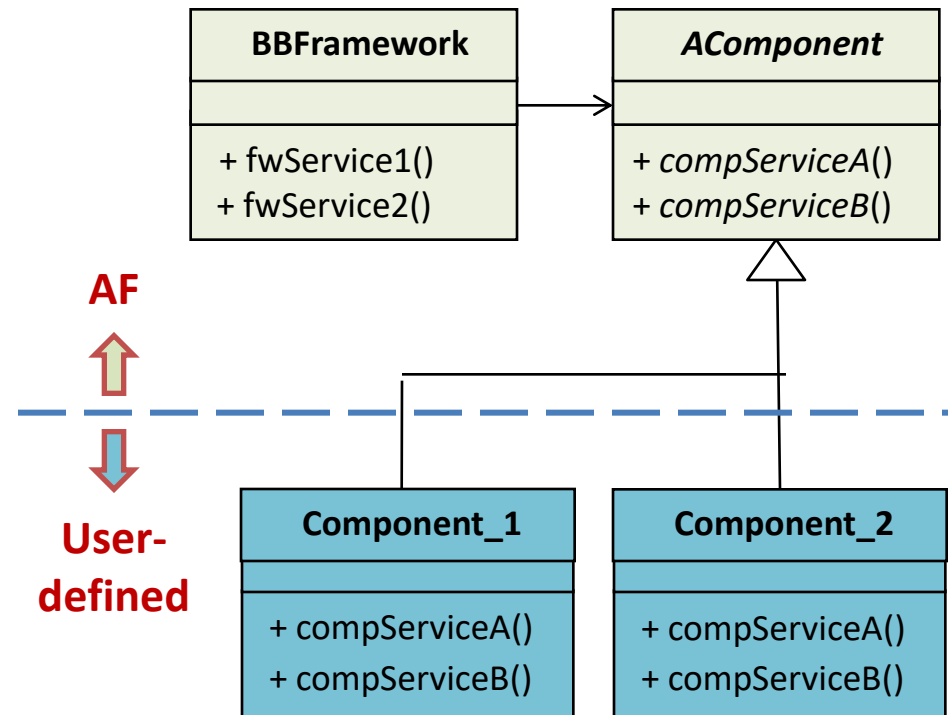 BBFramework
+ fwService1()
+ fwService2()
AComponent
+ compServiceA()
+ compServiceB()
AF
User-
defined
Component_1
+ compServiceA()
+ compServiceB()
Component_2
+ compServiceA()
+ compServiceB()